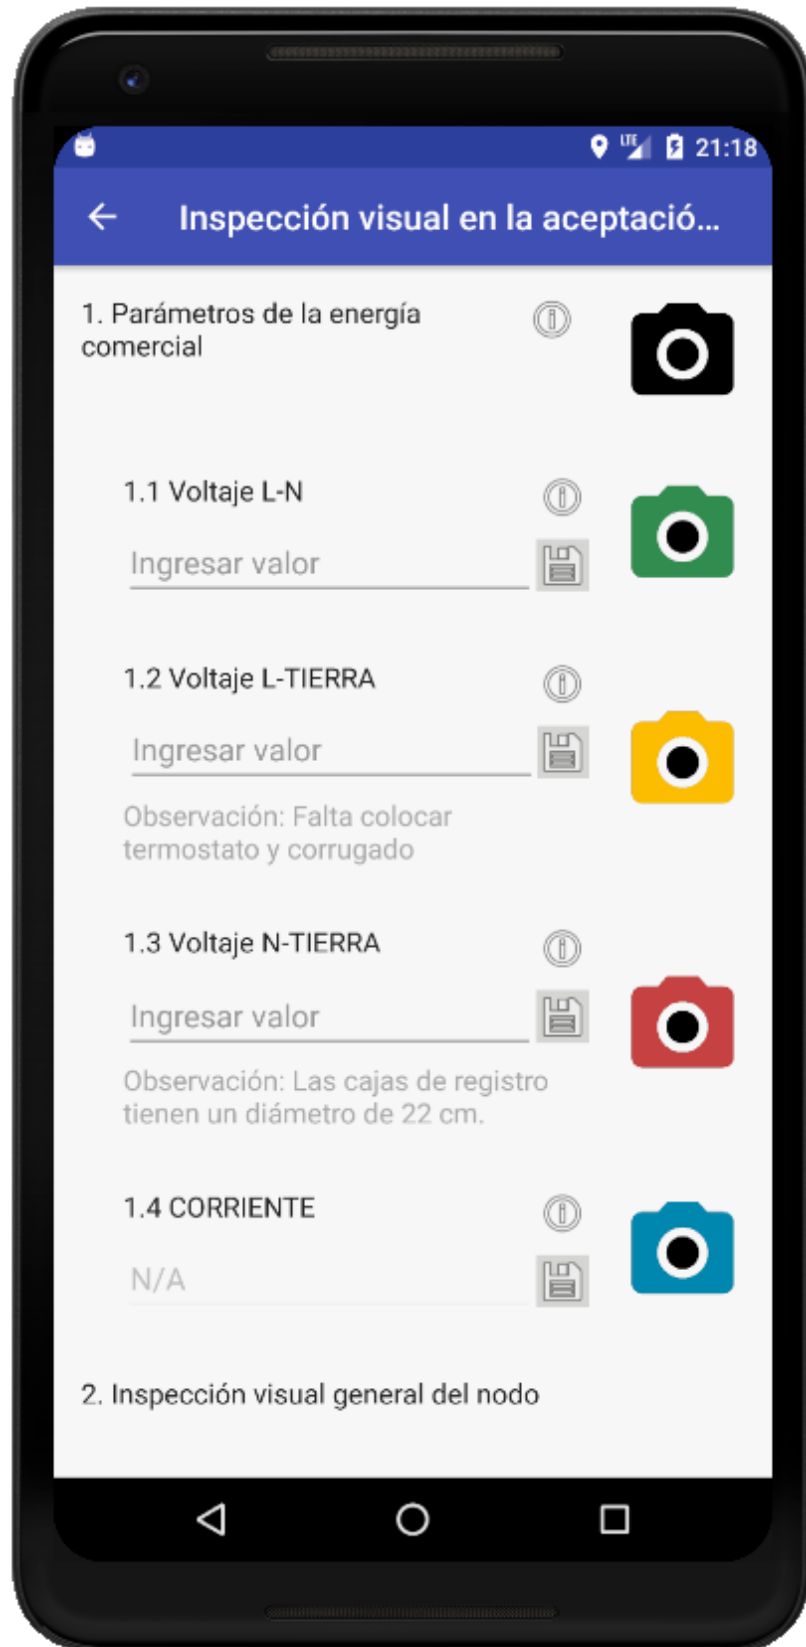 LTE 21:18
Inspección visual en la aceptació...
1. Parámetros de la energía
comercial
1.1 Voltaje L-N
Ingresar valor
1.2 Voltaje L-TIERRA
Ingresar valor
Observación: Falta colocar
termostato y corrugado
1.3 Voltaje N-TIERRA
Ingresar valor
Observación: Las cajas de registro
tienen un diámetro de 22 cm.
1.4 CORRIENTE
N/A
2. Inspección visual general del nodo